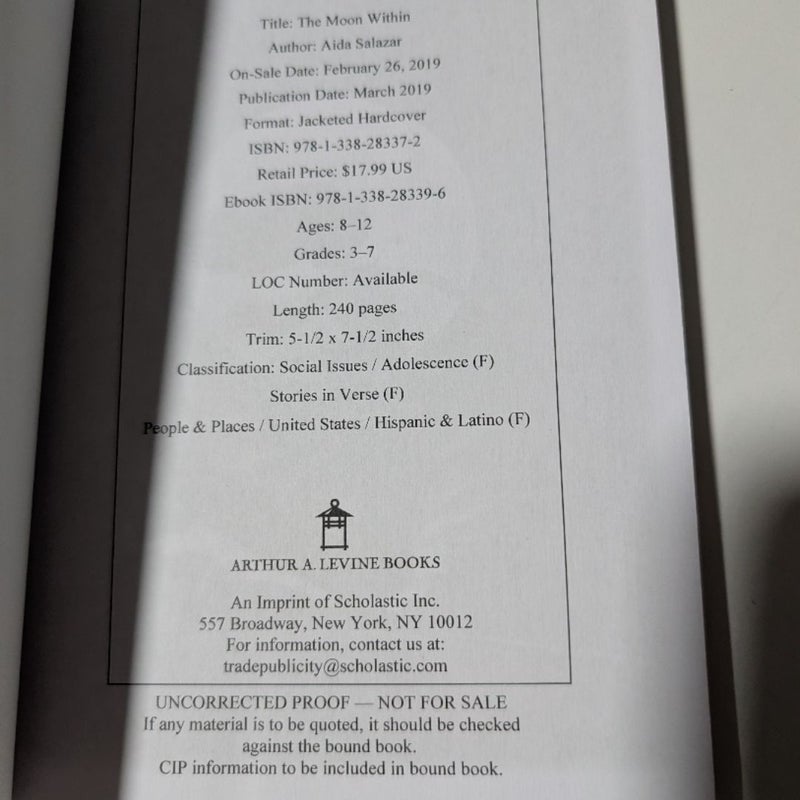 Title: The Moon Within
Author: Aida Salazar
On-Sale Date: February 26, 2019
Publication Date: March 2019
Format: Jacketed Hardcover
ISBN: 978-1-338-28337-2
Retail Price: $17.99 US
Ebook ISBN: 978-1-338-28339-6
Ages: 8–12
Grades: 3–7
LOC Number: Available
Length: 240 pages
Trim: 5-1/2 x 7-1/2 inches
Classification: Social Issues / Adolescence (F)
Stories in Verse (F)
People & Places / United States / Hispanic & Latino (F)
ARTHUR A. LEVINE BOOKS
An Imprint of Scholastic Inc.
557 Broadway, New York, NY 10012
For information, contact us at:
tradepublicity@scholastic.com
UNCORRECTED PROOF — NOT FOR SALE
If any material is to be quoted, it should be checked
against the bound book.
CIP information to be included in bound book.